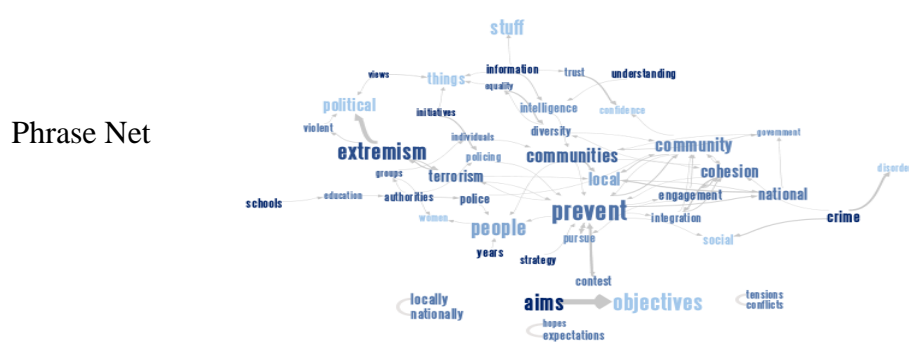 stuff
views
things
information
trust
understanding
equality
political
initiatives
intelligence
confidence
violent
individuals
diversity
government
Phrase Net
extremism
policing
communities
community
groups
terrorism
local
cohesion
schools
education
authorities
police
engagement
national
disorde
women
people
prevent
integration
crime
years
pursue
social
strategy
contest
locally
nationally
aims
objectives
tensions
conflicts
hopes
expectations